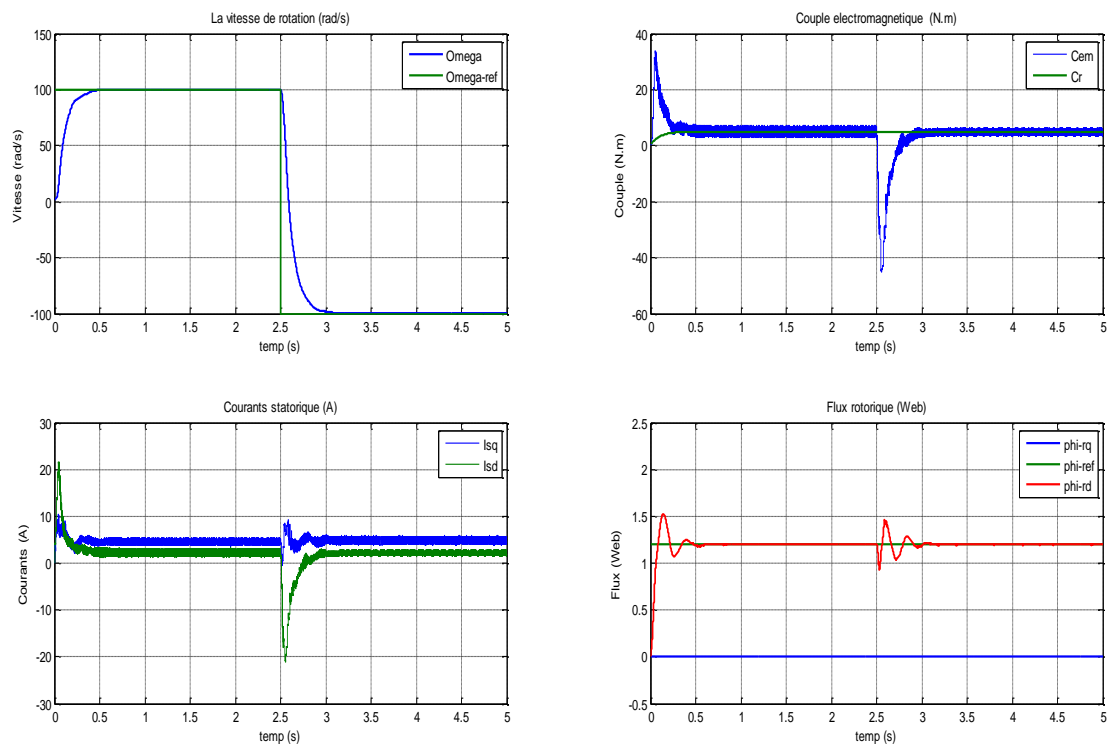 La vitesse de rotation (rad/s)
150
100
50
0
-50
-100
Vitesse (rad/s)
Omega
Omega-ref
0 0.5 1 1.5 2 2.5 3 3.5 4 4.5 5
temp (s)
Couple electromagnetique (N.m)
40
20
0
-20
-40
-60
Couple (N.m)
Cem
Cr
0 0.5 1 1.5 2 2.5 3 3.5 4 4.5 5
temp (s)
Courants statorique (A)
30
20
10
0
-10
-20
-30
Courants (A)
Isq
Isd
0 0.5 1 1.5 2 2.5 3 3.5 4 4.5 5
temp (s)
Flux rotorique (Web)
2.5
2
1.5
1
0.5
0
-0.5
Flux (Web)
phi-rq
phi-ref
phi-rd
0 0.5 1 1.5 2 2.5 3 3.5 4 4.5 5
temp (s)